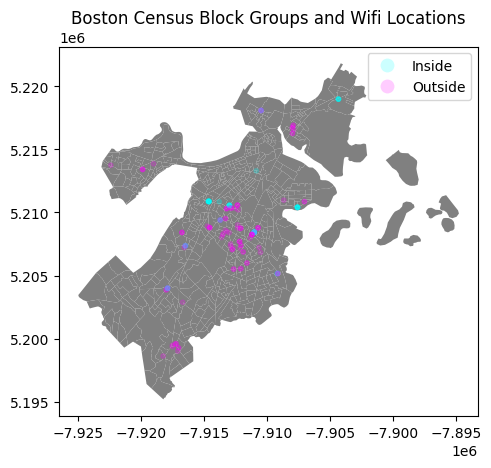 Boston Census Block Groups and Wifi Locations
1e6
Inside
Outside
5.220
5.215
5.210
5.205
5.200
5.195
−7.925 −7.920 −7.915 −7.910 −7.905 −7.900 −7.895
1e6